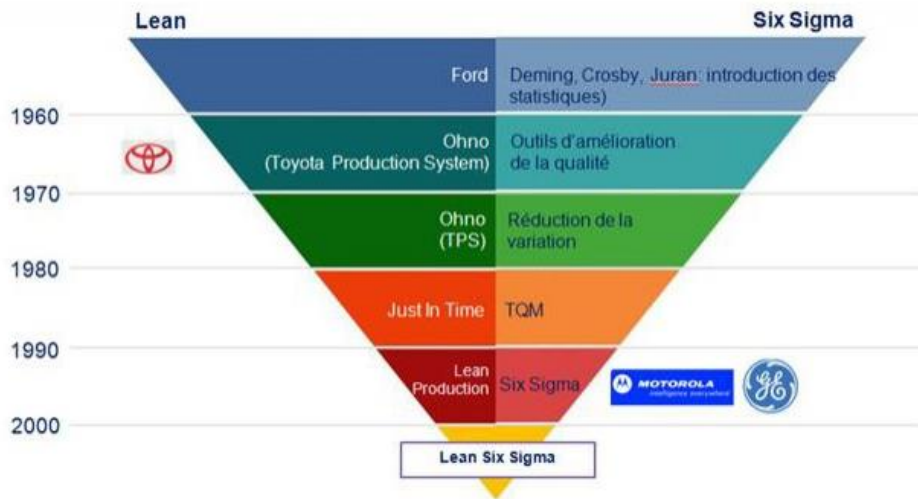 Lean
Six Sigma
Ford
Deming, Crosby, Juran: introduction des
statistiques)
1960
Ohno
(Toyota Production System)
Outils d'amélioration
de la qualité
1970
Ohno
(TPS)
Réduction de la
variation
1980
Just In Time
TQM
1990
Lean
Production
Six Sigma
MOTOROLA
intelligence everywhere
GE
2000
Lean Six Sigma